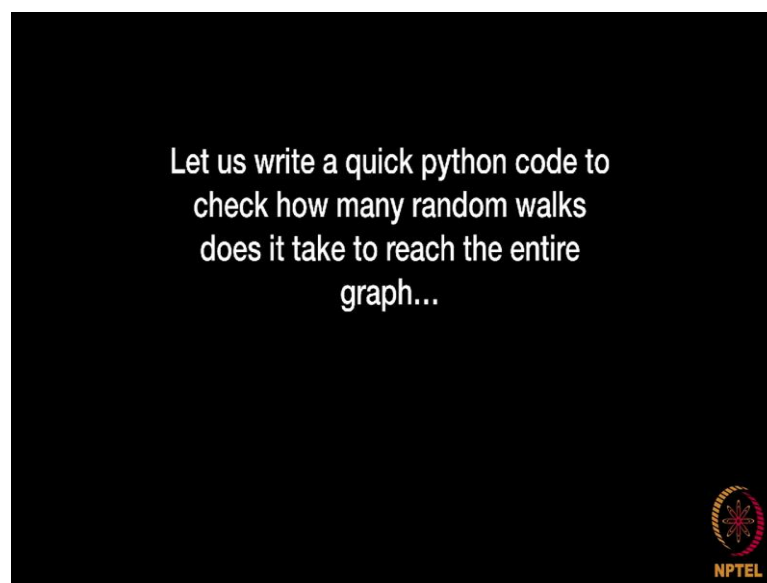 Let us write a quick python code to
check how many random walks
does it take to reach the entire
graph...
NPTEL